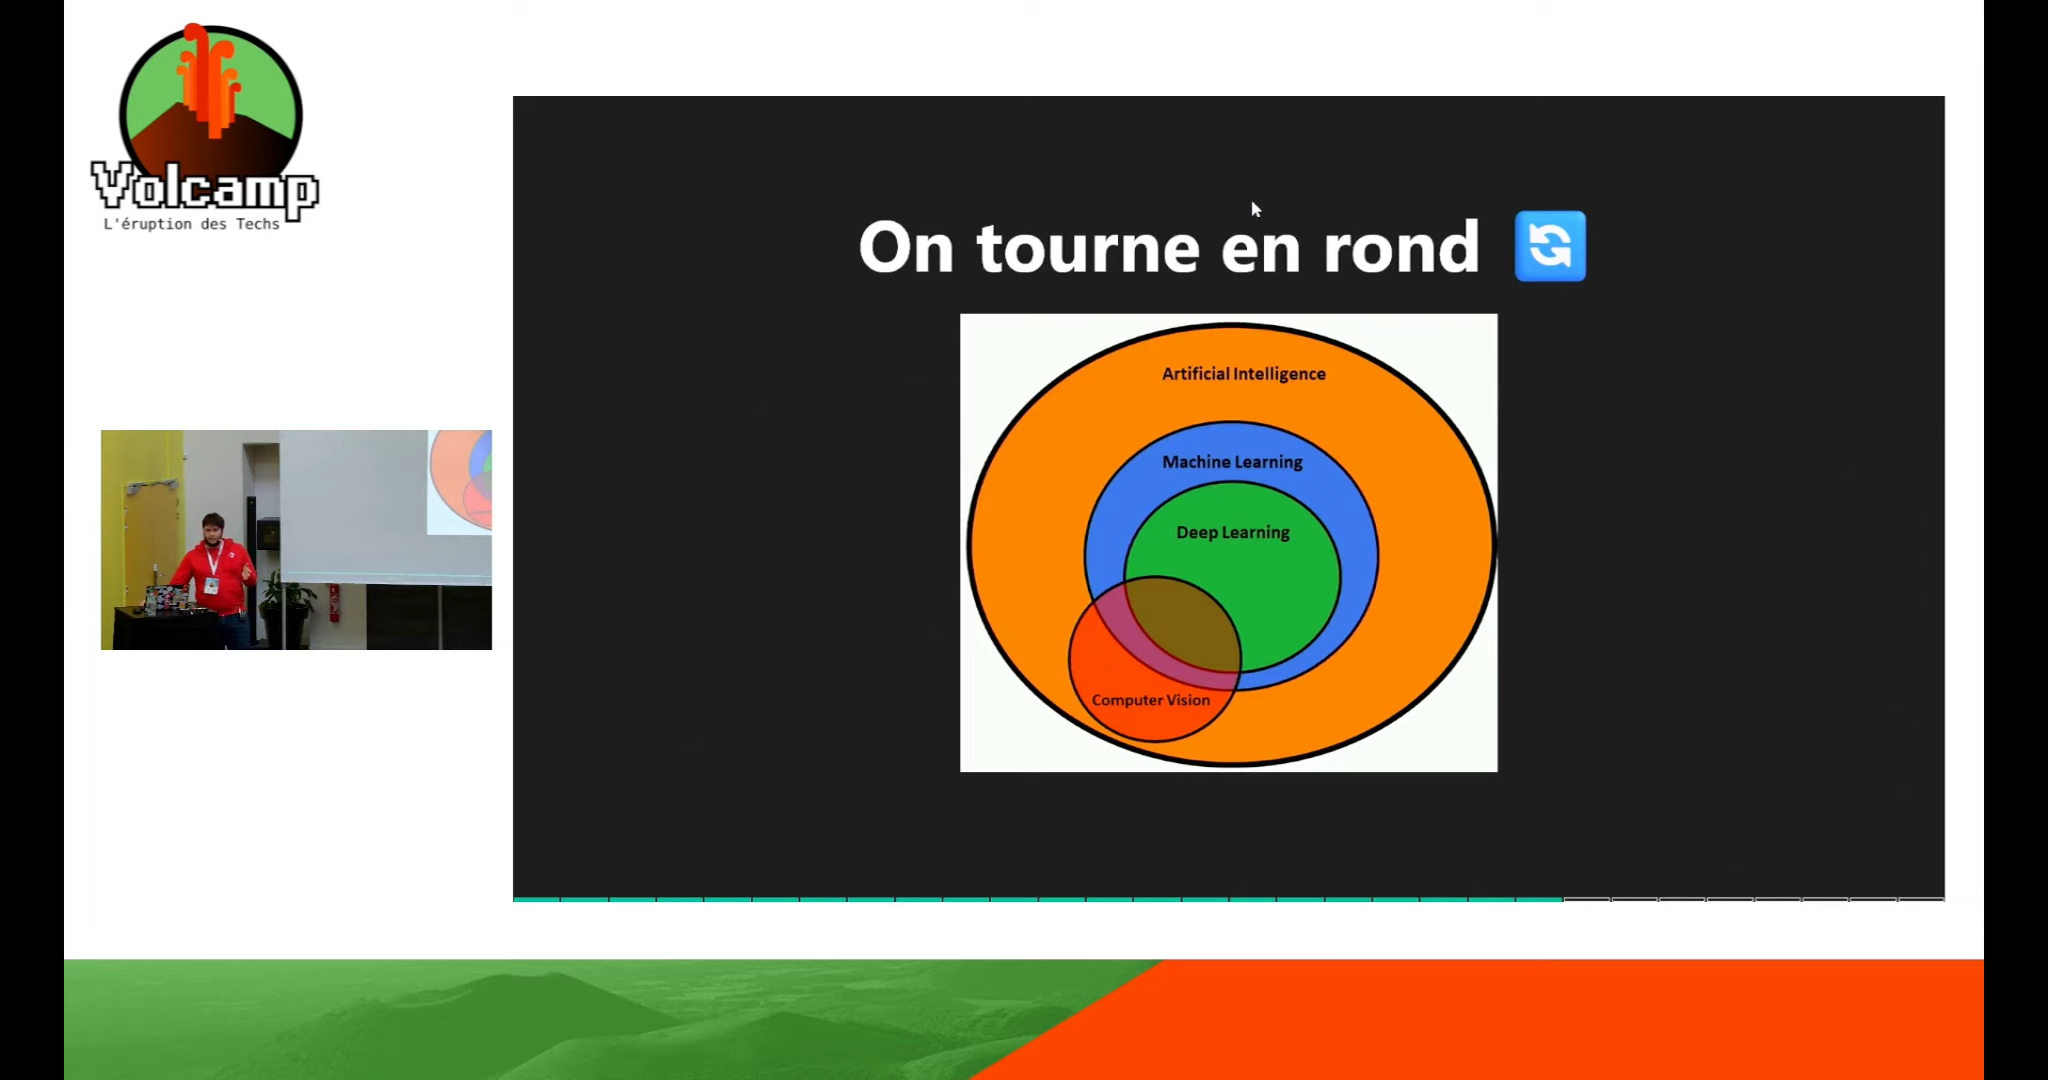 Volcamp
L'éruption des Techs
On tourne en rond
Artificial Intelligence
Machine Learning
Deep Learning
Computer Vision